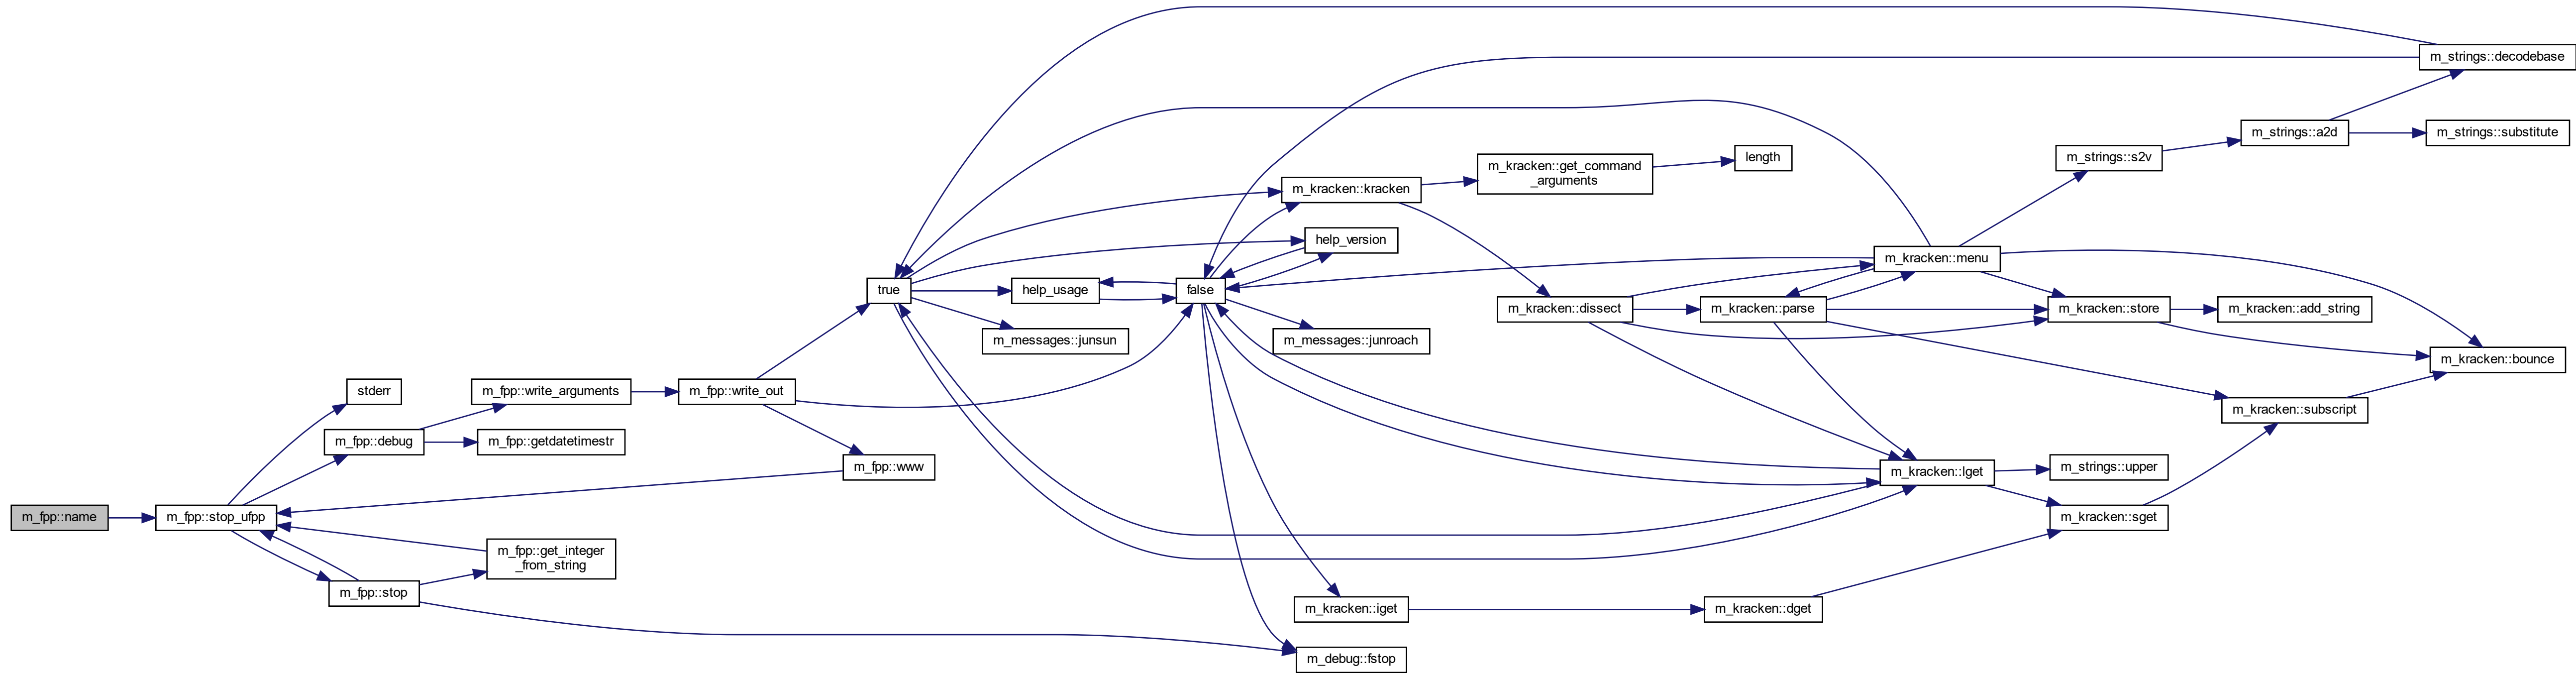 m_strings::decodebase
m_strings::a2d
m_strings::substitute
m_strings::s2v
length
m_kracken::get_command
_arguments
m_kracken::kracken
help_version
m_kracken::menu
true
help_usage
false
m_kracken::dissect
m_kracken::parse
m_kracken::store
m_kracken::add_string
m_messages::junsun
m_messages::junroach
m_kracken::bounce
stderr
m_fpp::write_arguments
m_fpp::write_out
m_kracken::subscript
m_fpp::debug
m_fpp::getdatetimestr
m_fpp::www
m_kracken::lget
m_strings::upper
m_fpp::name
m_fpp::stop_ufpp
m_kracken::sget
m_fpp::get_integer
_from_string
m_fpp::stop
m_kracken::iget
m_kracken::dget
m_debug::fstop